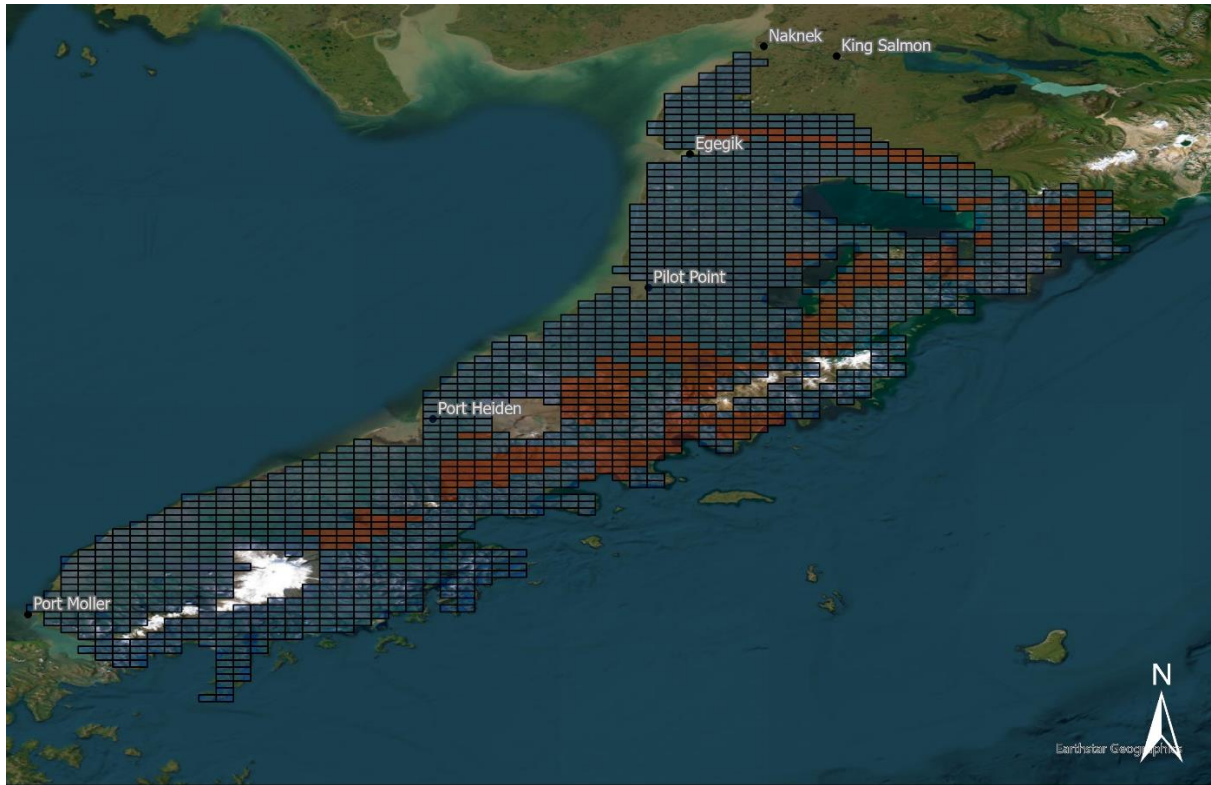 Naknek
King Salmon
Egegik
Pilot Point
Port Heiden
Port Moller
N
Earthstar Geographics